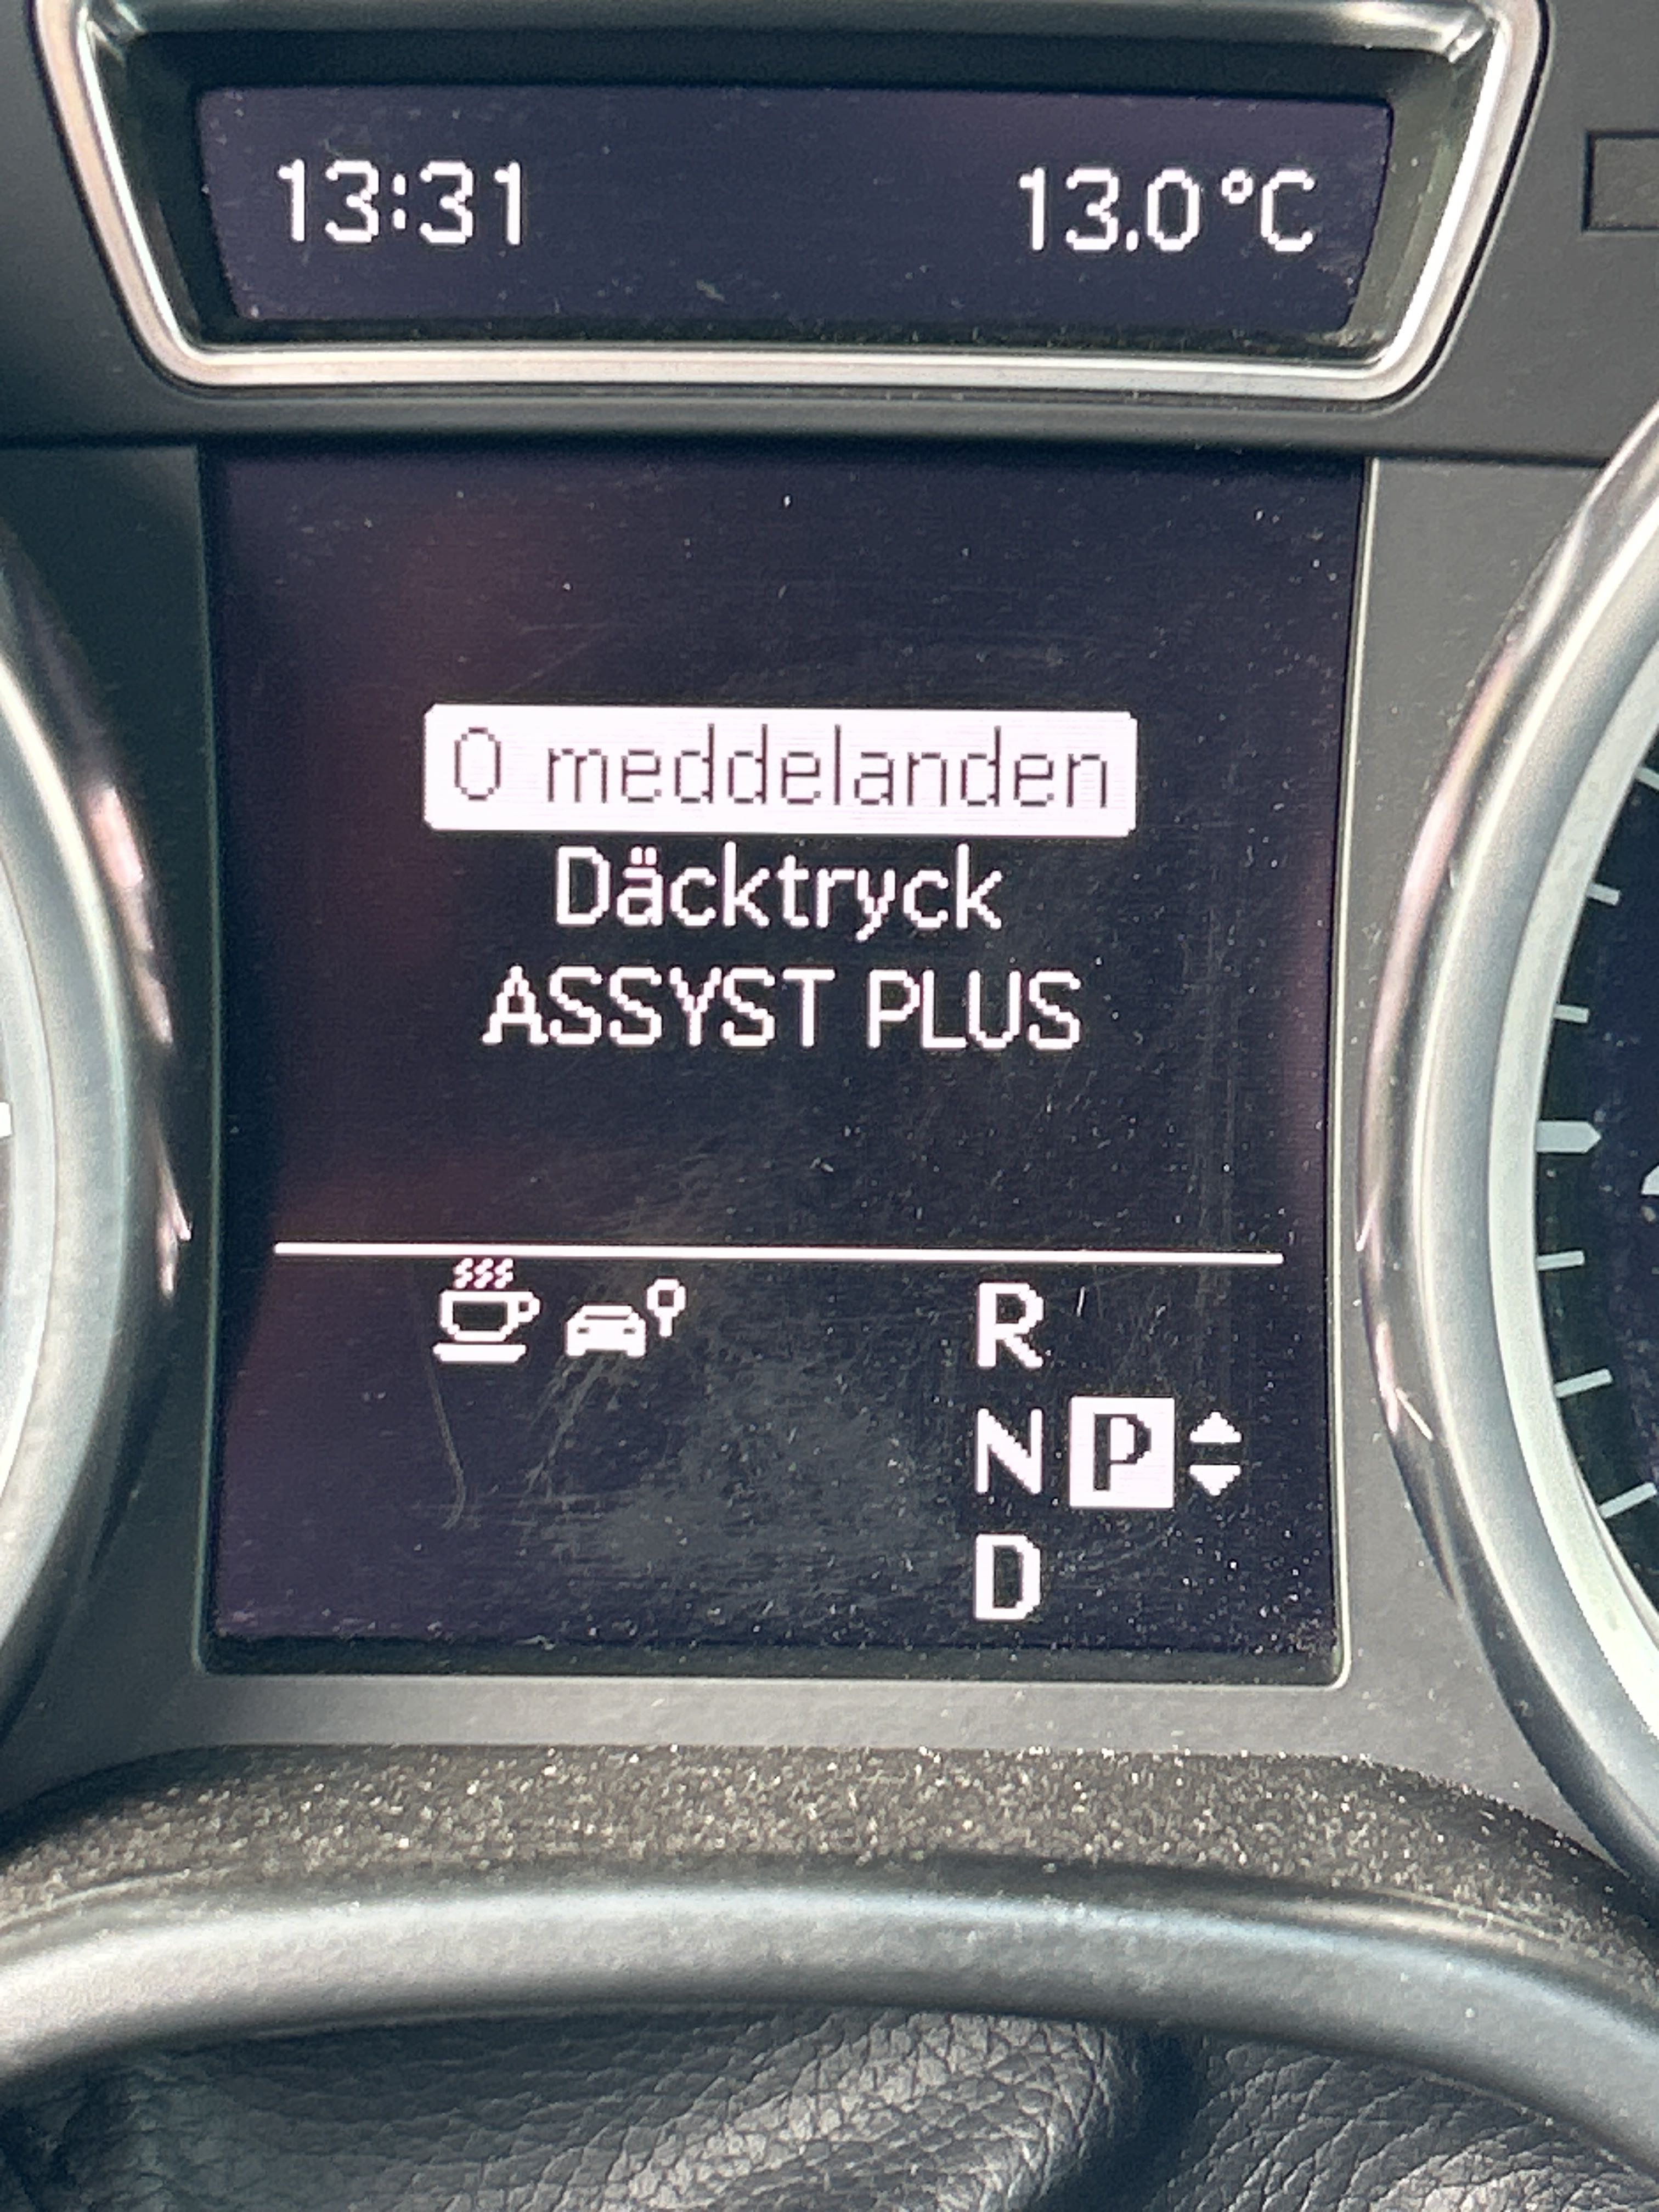 13:31 13.0°C
0 meddelanden
Däcktryck
ASSYST PLUS
R
N P
D